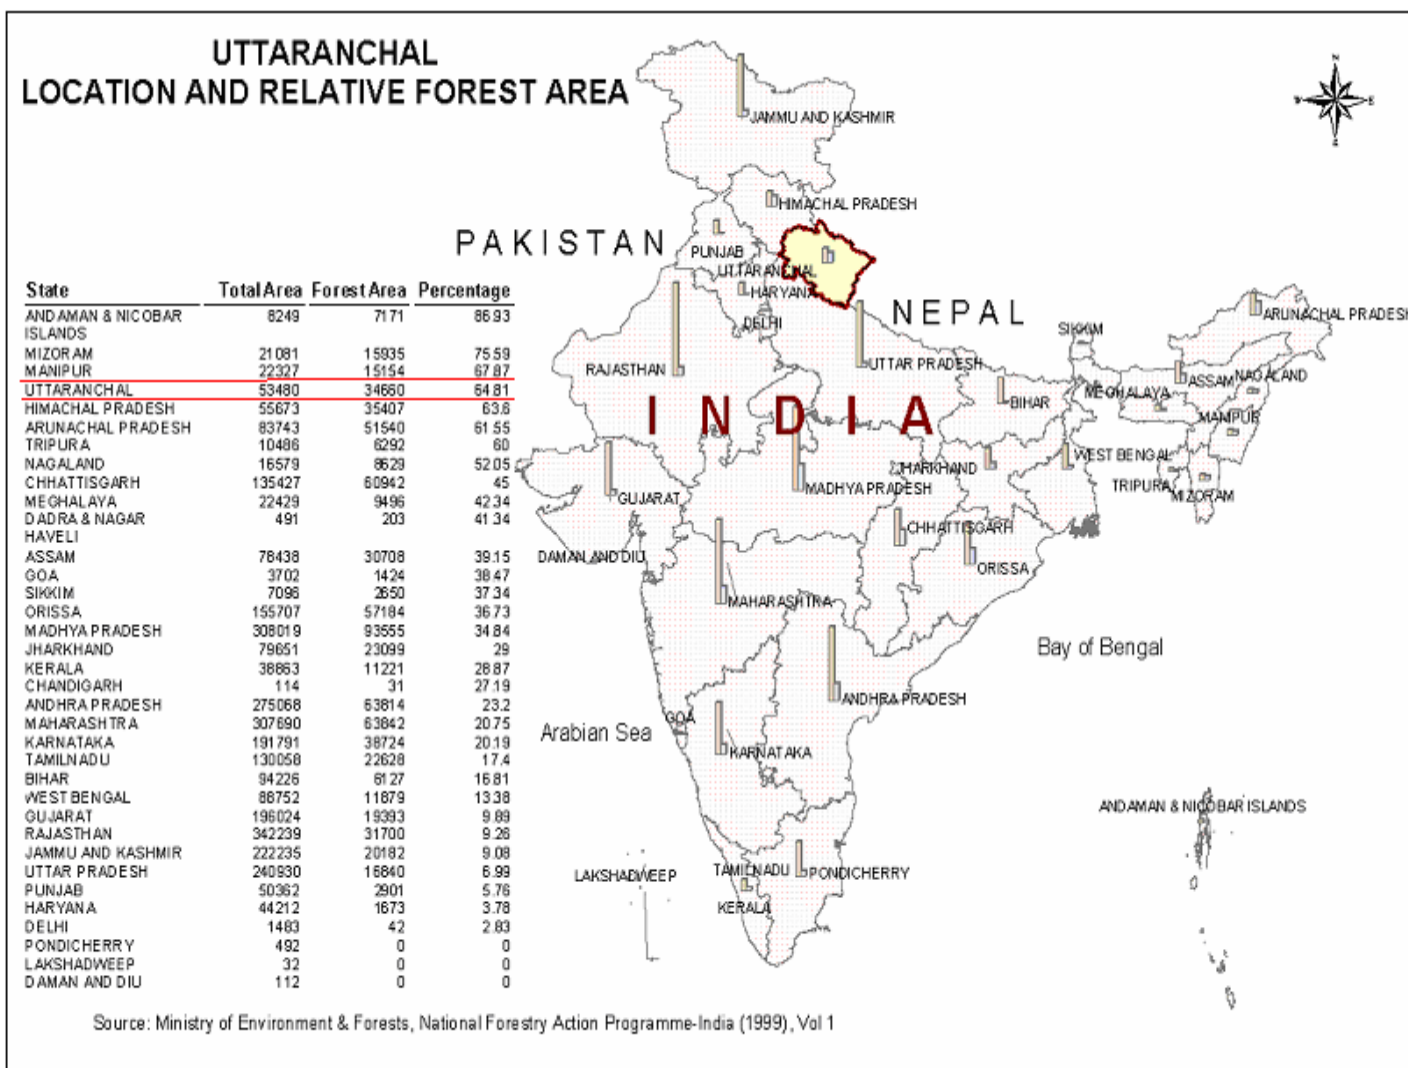 UTTARANCHAL
LOCATION AND RELATIVE FOREST AREA
State Total Area Forest Area Percentage
ANDAMAN & NICOBAR 8249 7171 86.93
ISLANDS
MIZORAM 21081 15935 75.59
MANIPUR 22327 15154 67.87
UTTARANCHAL 53480 34660 64.81
HIMACHAL PRADESH 55673 35407 63.6
ARUNACHAL PRADESH 83743 51540 61.55
TRIPURA 10486 6292 60
NAGALAND 16579 8629 52.05
CHHATTISGARH 135427 60942 45
MEGHALAYA 22429 9496 42.34
DADRA & NAGAR 491 203 41.34
HAVELI
ASSAM 78438 30708 39.15
GOA 3702 1424 38.47
SIKKIM 7096 2650 37.34
ORISSA 155707 57184 36.73
MADHYA PRADESH 308019 93555 34.84
JHARKHAND 79651 23099 29
KERALA 38863 11221 28.87
CHANDIGARH 114 31 27.19
ANDHRA PRADESH 275068 63814 23.2
MAHARASHTRA 307690 63842 20.75
KARNATAKA 191791 38724 20.19
TAMILNADU 130058 22628 17.4
BIHAR 94226 6127 16.81
WEST BENGAL 88752 11879 13.38
GUJARAT 196024 19393 9.89
RAJASTHAN 342239 31700 9.26
JAMMU AND KASHMIR 222235 20182 9.08
UTTAR PRADESH 240930 16840 6.99
PUNJAB 50362 2901 5.76
HARYANA 44212 1673 3.78
DELHI 1483 42 2.83
PONDICHERRY 492 0 0
LAKSHADWEEP 32 0 0
DAMAN AND DIU 112 0 0
Source: Ministry of Environment & Forests, National Forestry Action Programme-India (1999), Vol 1
N
W
E
S
JAMMU AND KASHMIR
HIMACHAL PRADESH
PAKISTAN
PUNJAB
UTTARANCHAL
HARYANA
NEPAL
DELHI
SIKKIM
ARUNACHAL PRADESH
RAJASTHAN
UTTAR PRADESH
ASSAM
NAGALAND
MEGHALAYA
BIHAR
MANIPUR
INDIA
WEST BENGAL
JHARKHAND
TRIPURA
MIZORAM
GUJARAT
MADHYA PRADESH
CHHATTISGARH
DAMAN AND DIU
ORISSA
MAHARASHTRA
Bay of Bengal
ANDHRA PRADESH
GOA
Arabian Sea
KARNATAKA
ANDAMAN & NICOBAR ISLANDS
LAKSHADWEEP
TAMILNADU
PONDICHERRY
KERALA